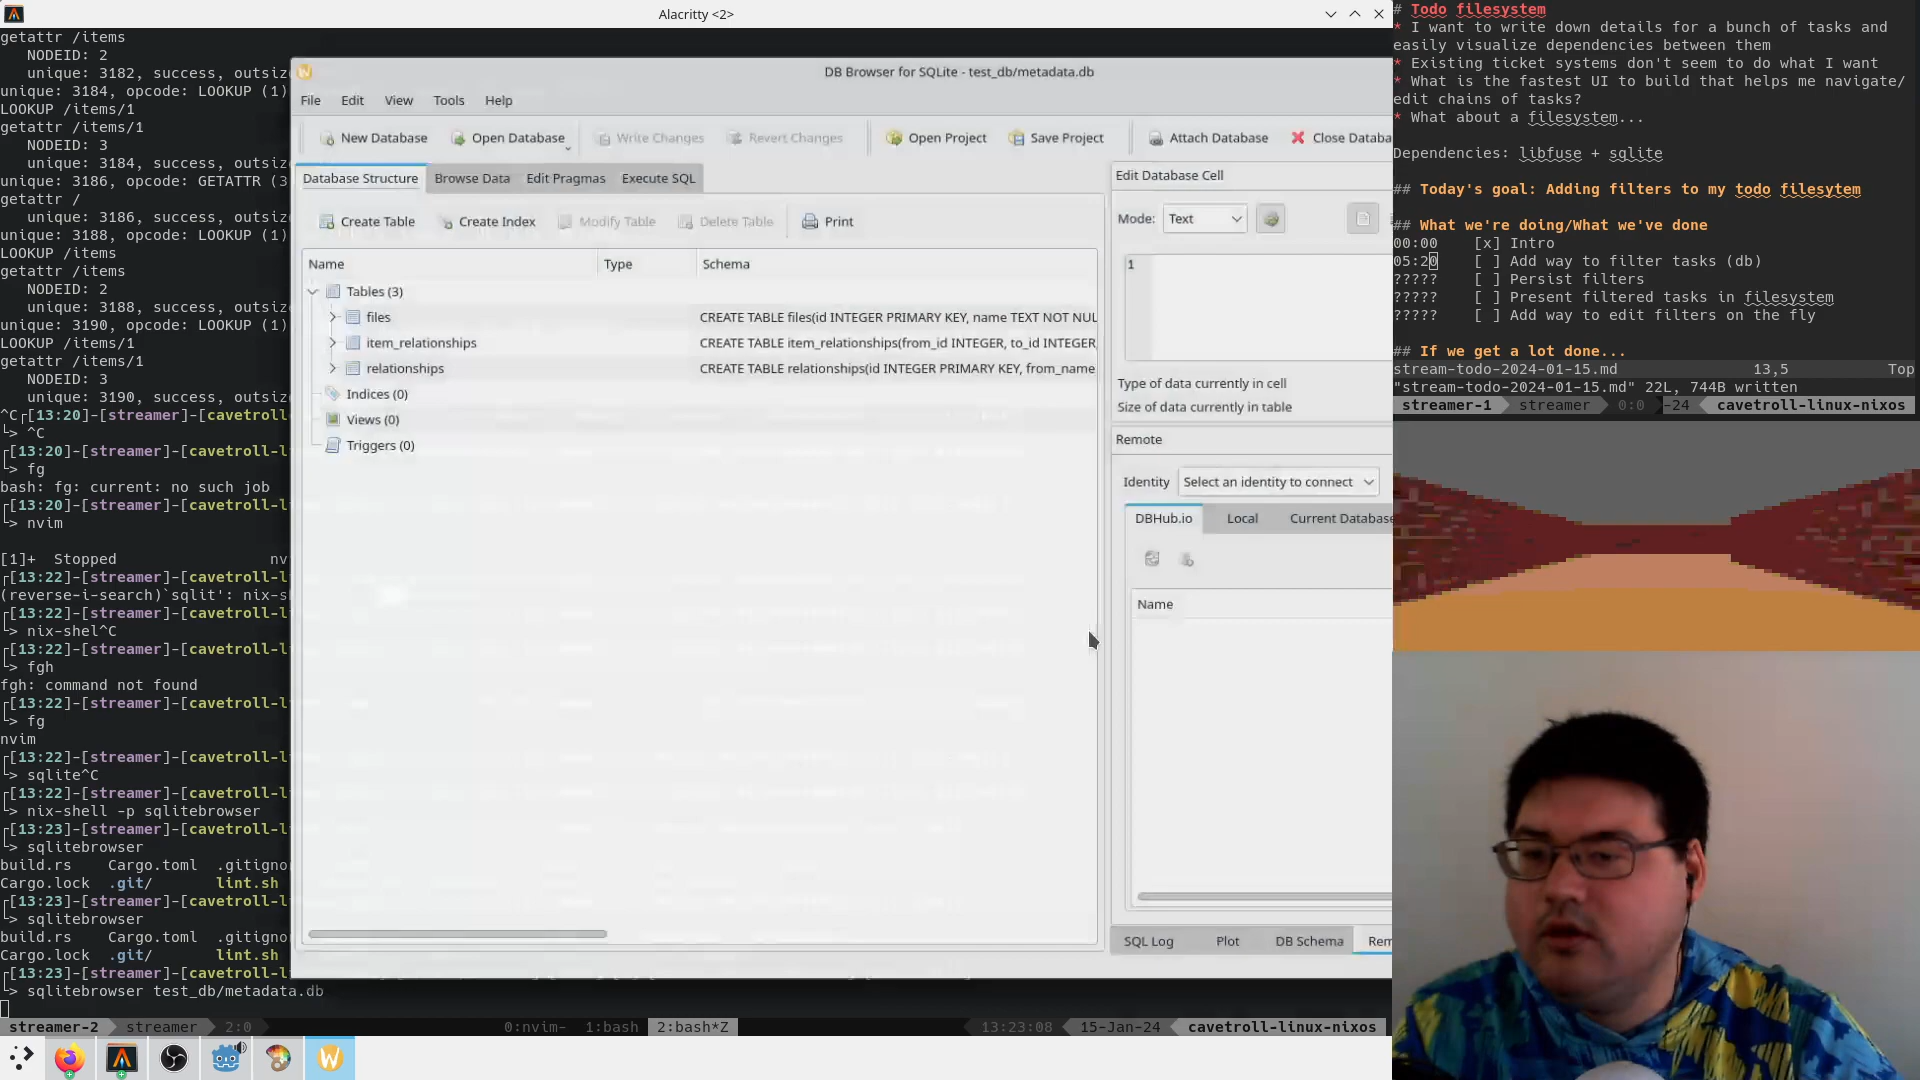 Alacritty <2>
getattr /items
NODEID: 2
unique: 3182, success, outsiz
unique: 3184, opcode: LOOKUP (1)
LOOKUP /items/1
getattr /items/1
NODEID: 3
unique: 3184, success, outsiz
unique: 3186, opcode: GETATTR (3
getattr /
unique: 3186, success, outsiz
unique: 3188, opcode: LOOKUP (1)
LOOKUP /items
getattr /items
NODEID: 2
unique: 3188, success, outsiz
unique: 3190, opcode: LOOKUP (1)
LOOKUP /items/1
getattr /items/1
NODEID: 3
unique: 3190, success, outsiz
^C┌[13:20]-[streamer]-[cavetroll
└> ^C
┌[13:20]-[streamer]-[cavetroll-l
└> fg
bash: fg: current: no such job
┌[13:20]-[streamer]-[cavetroll-l
└> nvim
[1]+  Stopped                 nv
┌[13:22]-[streamer]-[cavetroll-l
(reverse-i-search)`sqlit': nix-s
┌[13:22]-[streamer]-[cavetroll-l
└> nix-shel^C
┌[13:22]-[streamer]-[cavetroll-l
└> fgh
fgh: command not found
┌[13:22]-[streamer]-[cavetroll-l
└> fg
nvim
┌[13:22]-[streamer]-[cavetroll-l
└> sqlite^C
┌[13:22]-[streamer]-[cavetroll-l
└> nix-shell -p sqlitebrowser
┌[13:23]-[streamer]-[cavetroll-l
└> sqlitebrowser
build.rs    Cargo.toml  .gitigno
Cargo.lock  .git/       lint.sh
┌[13:23]-[streamer]-[cavetroll-l
└> sqlitebrowser
build.rs    Cargo.toml  .gitigno
Cargo.lock  .git/       lint.sh
┌[13:23]-[streamer]-[cavetroll-l
└> sqlitebrowser test_db/metadata.db
streamer-2 streamer 2:0 0:nvim- 1:bash 2:bash*Z 13:23:08 15-Jan-24 cavetroll-linux-nixos
DB Browser for SQLite - test_db/metadata.db
File Edit View Tools Help
New Database Open Database Write Changes Revert Changes Open Project Save Project Attach Database Close Databa
Database Structure Browse Data Edit Pragmas Execute SQL
Create Table Create Index Modify Table Delete Table Print
Name Type Schema
Tables (3)
files CREATE TABLE files(id INTEGER PRIMARY KEY, name TEXT NOT NUL
item_relationships CREATE TABLE item_relationships(from_id INTEGER, to_id INTEGER
relationships CREATE TABLE relationships(id INTEGER PRIMARY KEY, from_name
Indices (0)
Views (0)
Triggers (0)
Edit Database Cell
Mode: Text
1
Type of data currently in cell
Size of data currently in table
Remote
Identity Select an identity to connect
DBHub.io Local Current Database
Name
SQL Log Plot DB Schema Rem
# Todo filesystem
* I want to write down details for a bunch of tasks and
easily visualize dependencies between them
* Existing ticket systems don't seem to do what I want
* What is the fastest UI to build that helps me navigate/
edit chains of tasks?
* What about a filesystem...
Dependencies: libfuse + sqlite
## Today's goal: Adding filters to my todo filesytem
## What we're doing/What we've done
00:00    [x] Intro
05:20    [ ] Add way to filter tasks (db)
?????    [ ] Persist filters
?????    [ ] Present filtered tasks in filesystem
?????    [ ] Add way to edit filters on the fly
## If we get a lot done...
stream-todo-2024-01-15.md 13,5 Top
"stream-todo-2024-01-15.md" 22L, 744B written
streamer-1 streamer 0:0 -24 cavetroll-linux-nixos